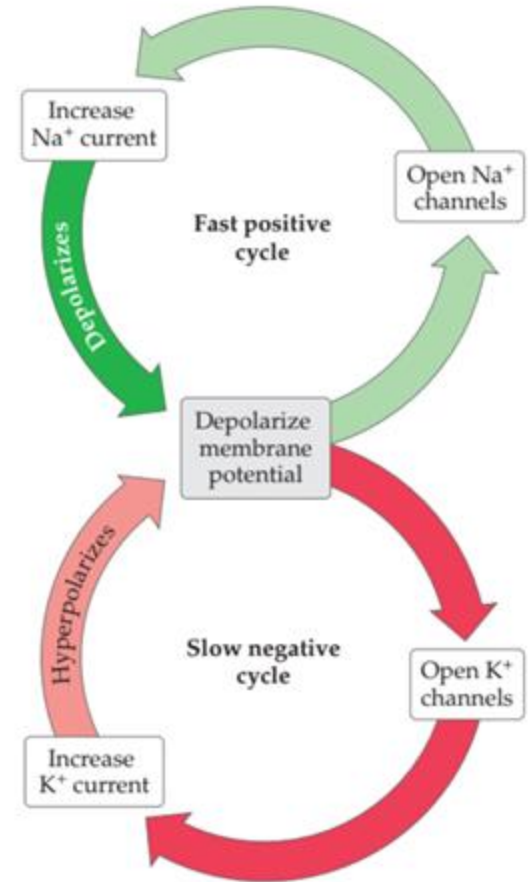 Increase
Na⁺ current
Open Na⁺
channels
Fast positive
cycle
Depolarizes
Depolarize
membrane
potential
Hyperpolarizes
Slow negative
cycle
Open K⁺
channels
Increase
K⁺ current